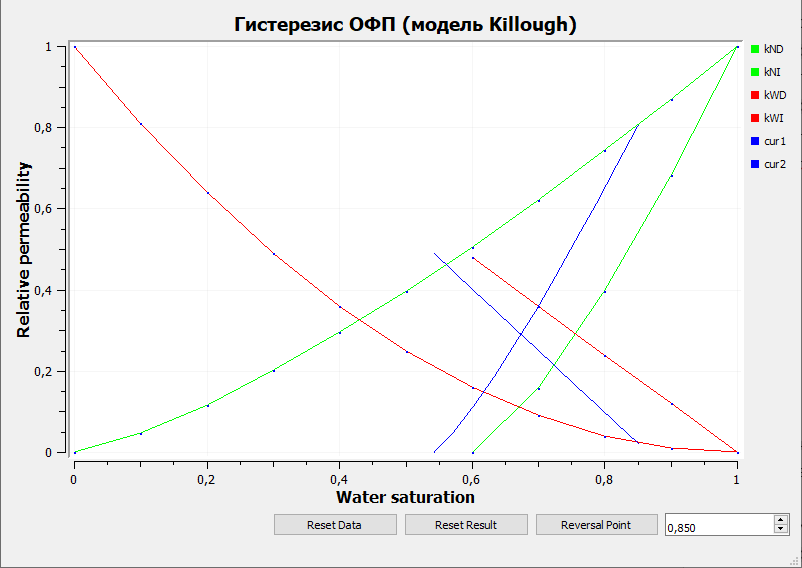 Гистерезис ОФП (модель Killough)
kND
kNI
kWD
kWI
cur1
cur2
Relative permeability
1
0,8
0,6
0,4
0,2
0
0 0,2 0,4 0,6 0,8 1
Water saturation
Reset Data Reset Result Reversal Point 0,850